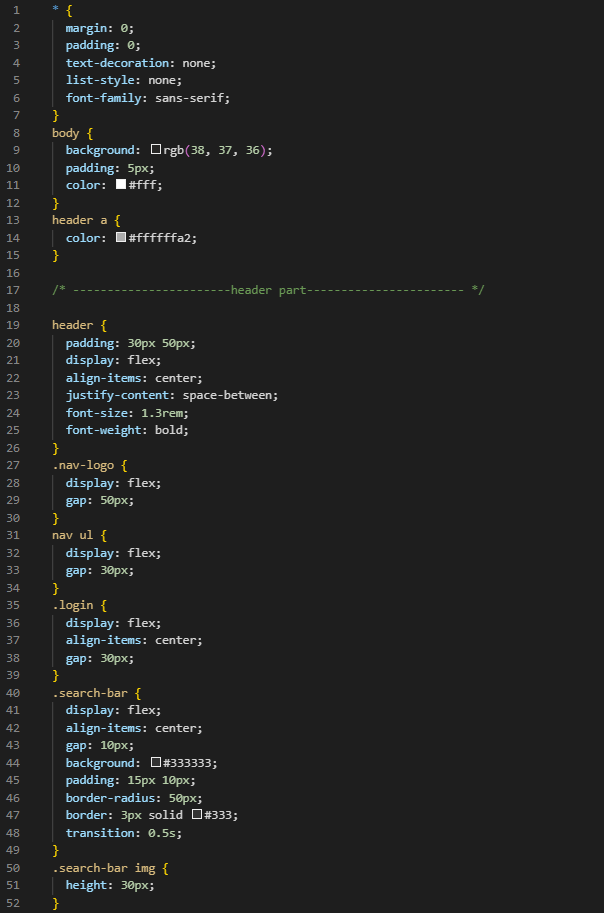 1 * {
2 margin: 0;
3 padding: 0;
4 text-decoration: none;
5 list-style: none;
6 font-family: sans-serif;
7 }
8 body {
9 background: rgb(38, 37, 36);
10 padding: 5px;
11 color: #fff;
12 }
13 header a {
14 color: #ffffffa2;
15 }
16
17 /* -----------------------header part----------------------- */
18
19 header {
20 padding: 30px 50px;
21 display: flex;
22 align-items: center;
23 justify-content: space-between;
24 font-size: 1.3rem;
25 font-weight: bold;
26 }
27 .nav-logo {
28 display: flex;
29 gap: 50px;
30 }
31 nav ul {
32 display: flex;
33 gap: 30px;
34 }
35 .login {
36 display: flex;
37 align-items: center;
38 gap: 30px;
39 }
40 .search-bar {
41 display: flex;
42 align-items: center;
43 gap: 10px;
44 background: #333333;
45 padding: 15px 10px;
46 border-radius: 50px;
47 border: 3px solid #333;
48 transition: 0.5s;
49 }
50 .search-bar img {
51 height: 30px;
52 }